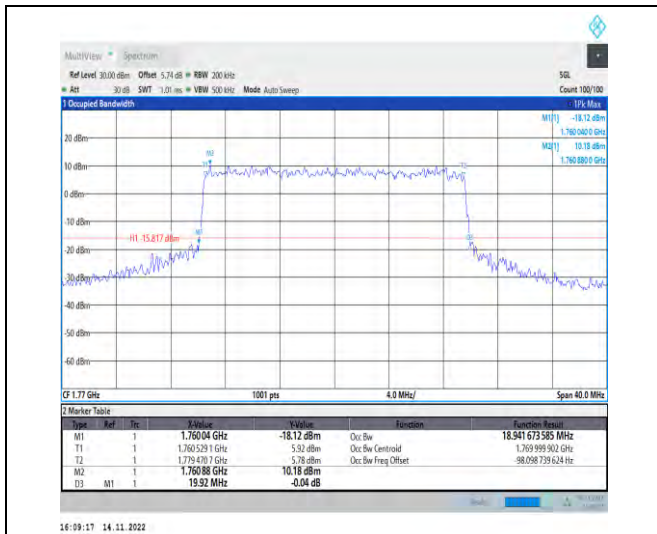 MultiView Spectrum
Ref Level 30.00 dBm Offset 5.74 dB RBW 200 kHz SGL
Att 30 dB SWT 1.01 ms VBW 500 kHz Mode Auto Sweep Count 100/100
1 Occupied Bandwidth 1Pk Max
M1[1] -18.12 dBm
1.760 040 0 GHz
20 dBm
M2[1] 10.18 dBm
1.760 880 0 GHz
M2
10 dBm
T1 T2
0 dBm
-10 dBm
H1 -15.817 dBm
M1 D3
-20 dBm
-30 dBm
-40 dBm
-50 dBm
-60 dBm
CF 1.77 GHz 1001 pts 4.0 MHz/ Span 40.0 MHz
2 Marker Table
Type Ref Trc X-Value Y-Value Function Function Result
M1 1 1.76004 GHz -18.12 dBm Occ Bw 18.941 673 585 MHz
T1 1 1.760 529 1 GHz 5.92 dBm Occ Bw Centroid 1.769 999 902 GHz
T2 1 1.779 470 7 GHz 5.78 dBm Occ Bw Freq Offset -98.098 739 624 Hz
M2 1 1.76088 GHz 10.18 dBm
D3 M1 1 19.92 MHz -0.04 dB
16:09:17 14.11.2022